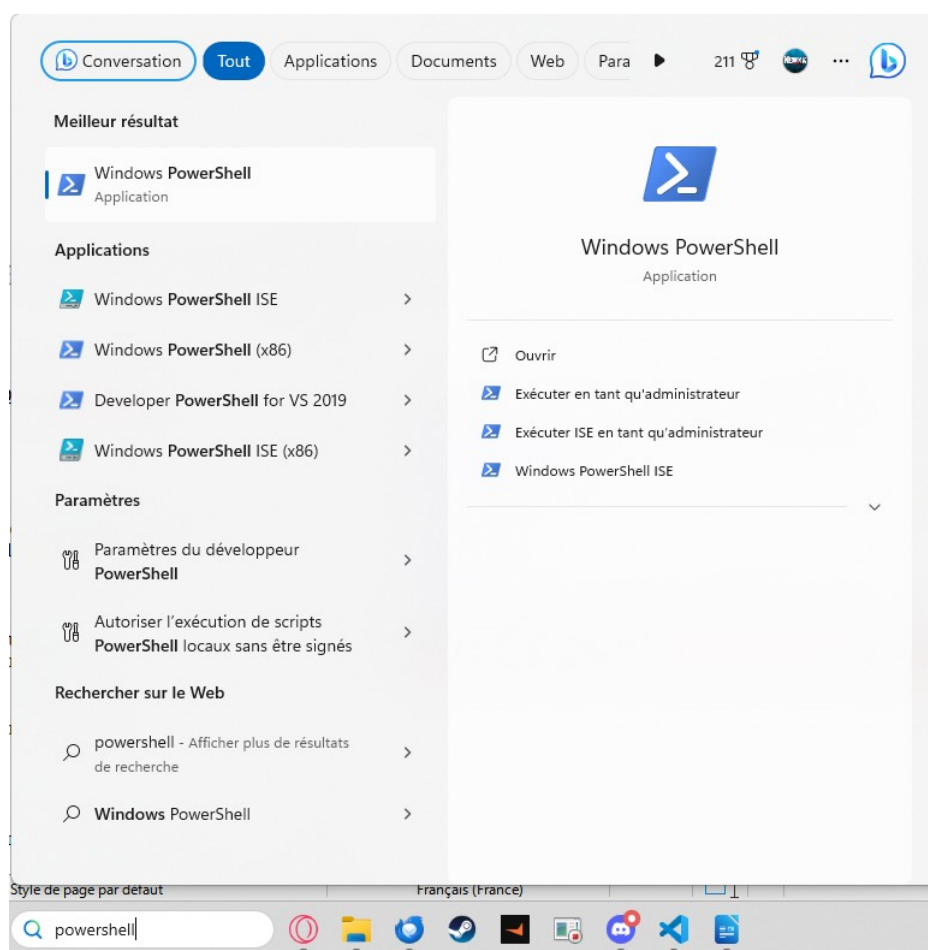 Conversation
Tout
Applications
Documents
Web
Para
211
Meilleur résultat
Windows PowerShell
Application
Applications
Windows PowerShell ISE
Windows PowerShell (x86)
Developer PowerShell for VS 2019
Windows PowerShell ISE (x86)
Paramètres
Paramètres du développeur
PowerShell
Autoriser l’exécution de scripts
PowerShell locaux sans être signés
Rechercher sur le Web
powershell - Afficher plus de résultats
de recherche
Windows PowerShell
Windows PowerShell
Application
Ouvrir
Exécuter en tant qu'administrateur
Exécuter ISE en tant qu’administrateur
Windows PowerShell ISE
Style de page par défaut
Français (France)
powershell